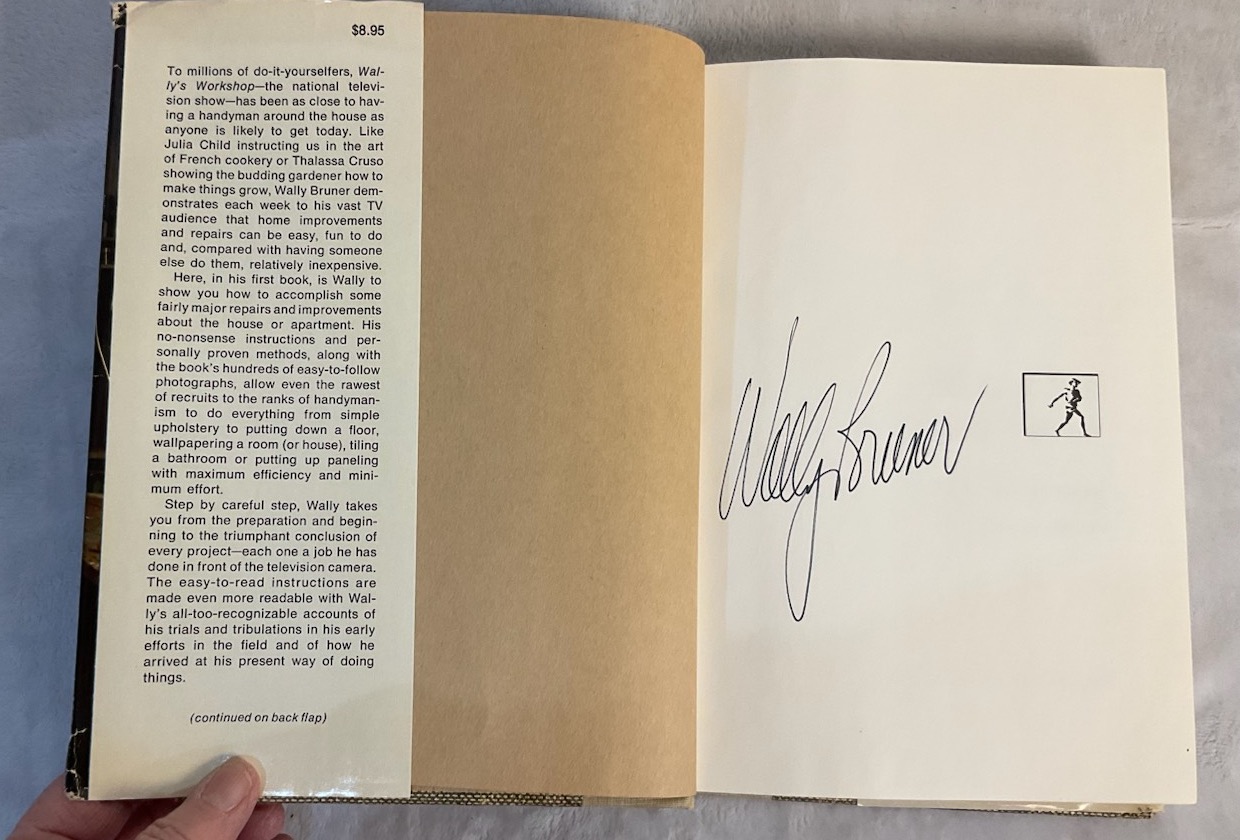 $8.95
To millions of do-it-yourselfers, Wal-
ly's Workshop—the national televi-
sion show—has been as close to hav-
ing a handyman around the house as
anyone is likely to get today. Like
Julia Child instructing us in the art
of French cookery or Thalassa Cruso
showing the budding gardener how to
make things grow, Wally Bruner dem-
onstrates each week to his vast TV
audience that home improvements
and repairs can be easy, fun to do
and, compared with having someone
else do them, relatively inexpensive.
Here, in his first book, is Wally to
show you how to accomplish some
fairly major repairs and improvements
about the house or apartment. His
no-nonsense instructions and per-
sonally proven methods, along with
the book's hundreds of easy-to-follow
photographs, allow even the rawest
of recruits to the ranks of handyman-
ism to do everything from simple
upholstery to putting down a floor,
wallpapering a room (or house), tiling
a bathroom or putting up paneling
with maximum efficiency and mini-
mum effort.
Step by careful step, Wally takes
you from the preparation and begin-
ning to the triumphant conclusion of
every project—each one a job he has
done in front of the television camera.
The easy-to-read instructions are
made even more readable with Wal-
ly's all-too-recognizable accounts of
his trials and tribulations in his early
efforts in the field and of how he
arrived at his present way of doing
things.
(continued on back flap)
Wally Bruner